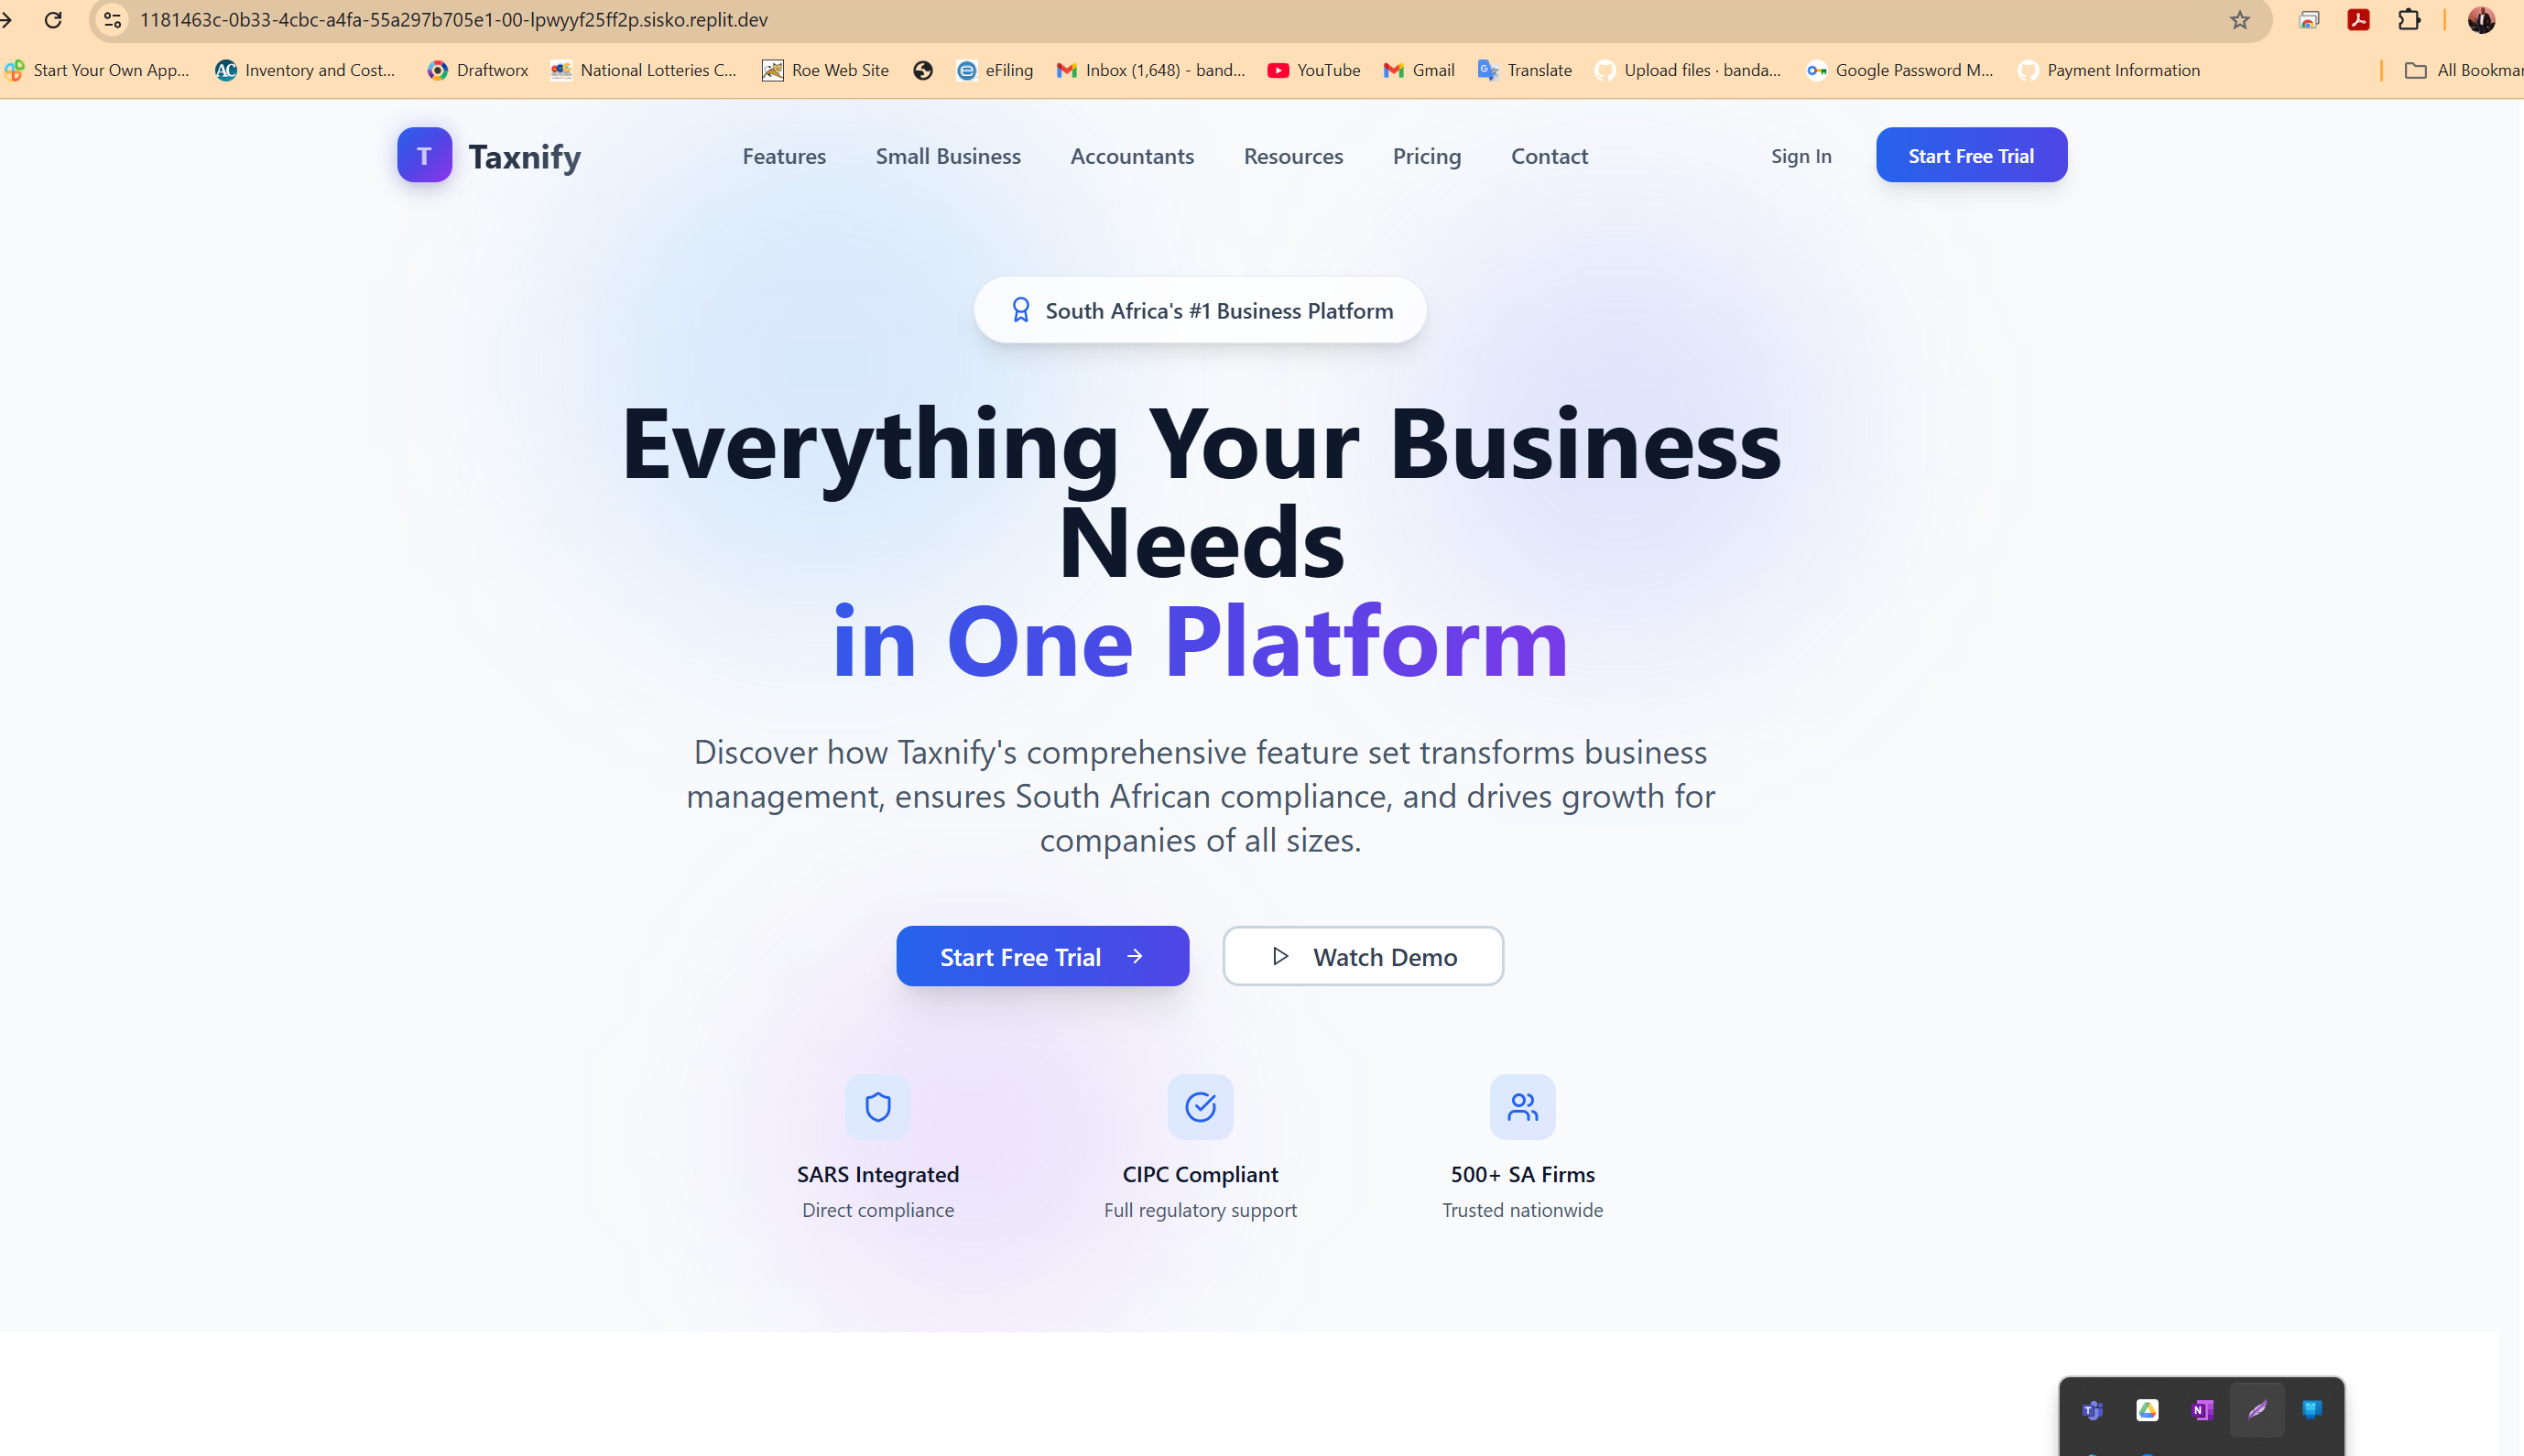 1181463c-0b33-4cbc-a4fa-55a297b705e1-00-lpwyyf25ff2p.sisko.replit.dev
Start Your Own App... AC Inventory and Cost... Draftworx National Lotteries C... Roe Web Site eFiling Inbox (1,648) - band... YouTube Gmail Translate Upload files · banda... Google Password M... Payment Information All Bookmar
T Taxnify Features Small Business Accountants Resources Pricing Contact Sign In Start Free Trial
South Africa's #1 Business Platform
Everything Your Business
Needs
in One Platform
Discover how Taxnify's comprehensive feature set transforms business
management, ensures South African compliance, and drives growth for
companies of all sizes.
Start Free Trial → Watch Demo
SARS Integrated CIPC Compliant 500+ SA Firms
Direct compliance Full regulatory support Trusted nationwide